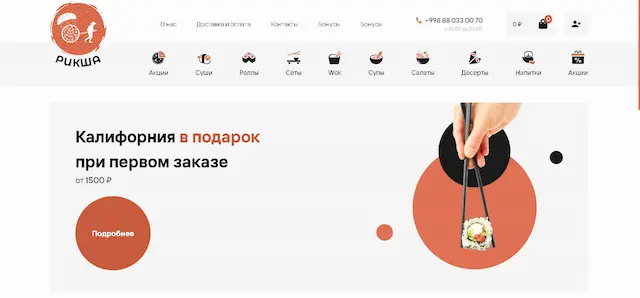 РИКША
О нас
Доставка и оплата
Контакты
Бонусы
Бонусы
+998 88 033 00 70
с 10:00 до 23:00
0 ₽
0
Акции
Суши
Роллы
Сеты
Wok
Супы
Салаты
Десерты
Напитки
Акции
Калифорния в подарок
при первом заказе
от 1500 ₽
Подробнее